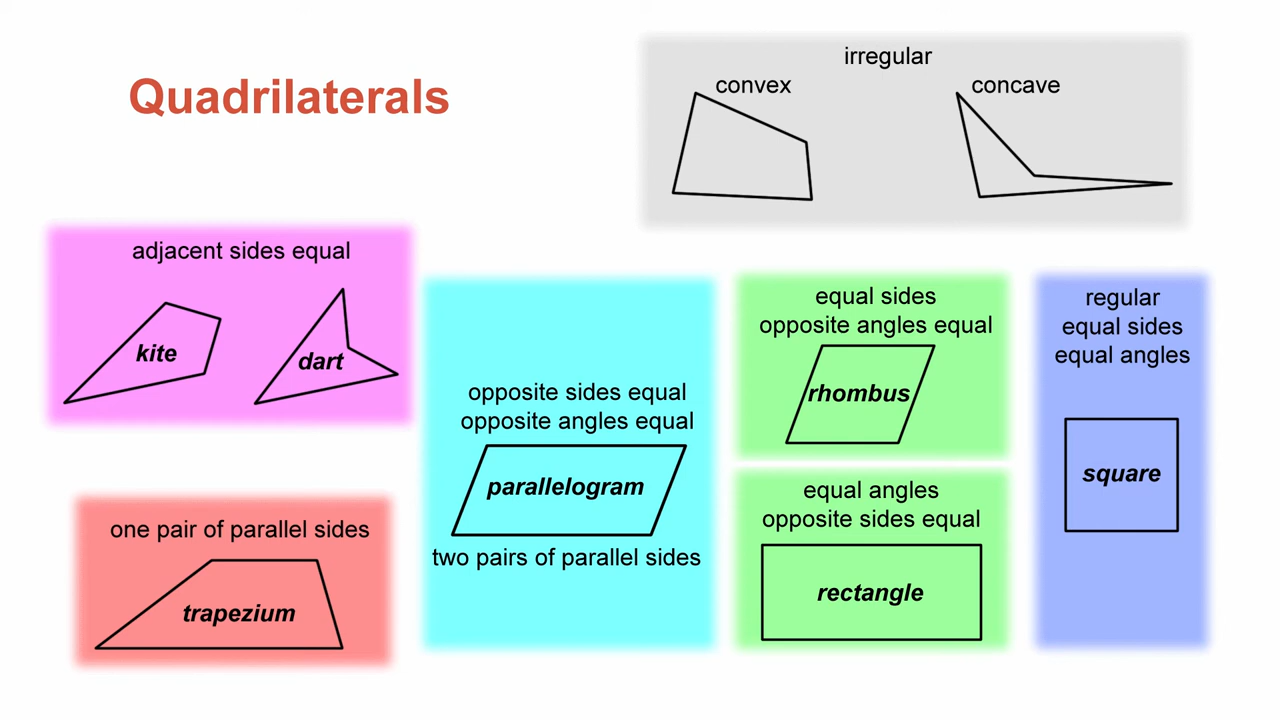 Quadrilaterals
irregular
convex
concave
adjacent sides equal
kite
dart
one pair of parallel sides
trapezium
opposite sides equal
opposite angles equal
parallelogram
two pairs of parallel sides
equal sides
opposite angles equal
rhombus
equal angles
opposite sides equal
rectangle
regular
equal sides
equal angles
square